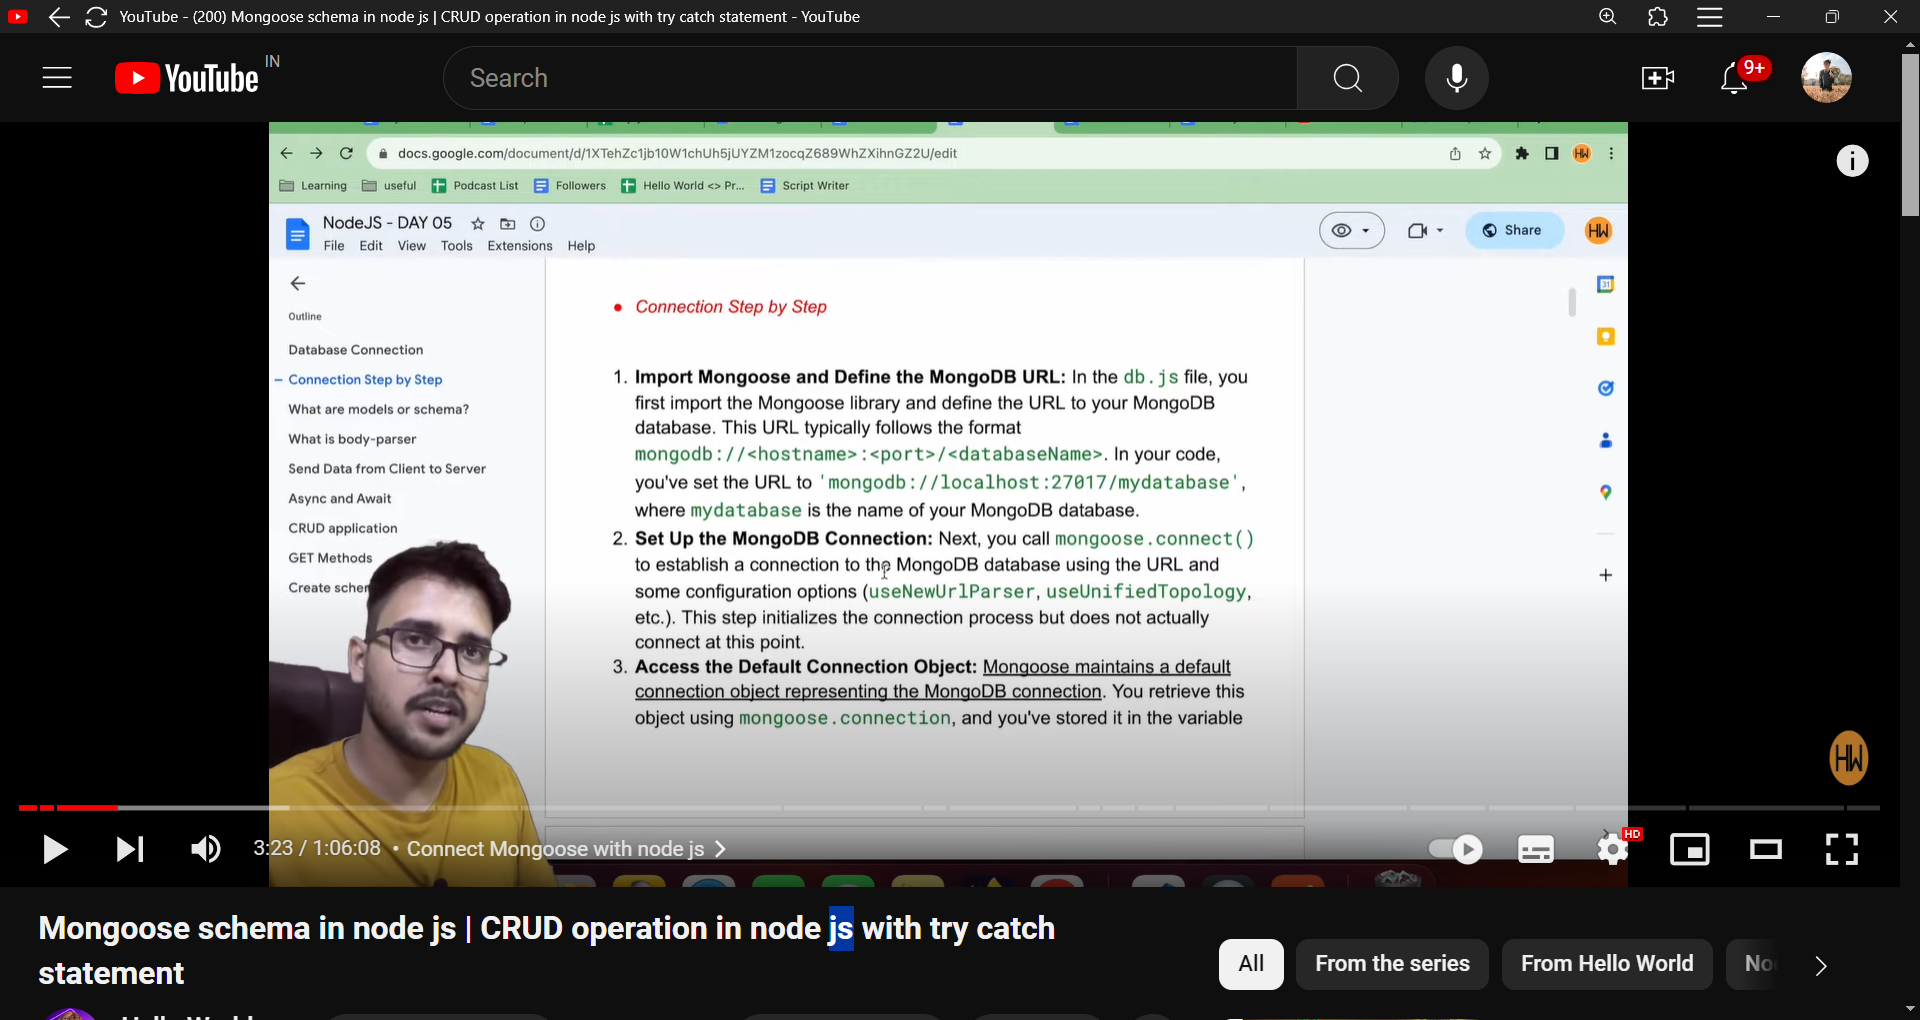 YouTube - (200) Mongoose schema in node js | CRUD operation in node js with try catch statement - YouTube
YouTube IN
Search
9+
docs.google.com/document/d/1XTehZc1jb10W1chUh5jUYZM1zocqZ689WhZXihnGZ2U/edit
HW
Learning useful Podcast List Followers Hello World <> Pr... Script Writer
NodeJS - DAY 05
File Edit View Tools Extensions Help
Share
HW
31
Outline
Database Connection
Connection Step by Step
What are models or schema?
What is body-parser
Send Data from Client to Server
Async and Await
CRUD application
GET Methods
Connection Step by Step
1. Import Mongoose and Define the MongoDB URL: In the db.js file, you
first import the Mongoose library and define the URL to your MongoDB
database. This URL typically follows the format
mongodb://<hostname>:<port>/<databaseName>. In your code,
you've set the URL to 'mongodb://localhost:27017/mydatabase',
where mydatabase is the name of your MongoDB database.
2. Set Up the MongoDB Connection: Next, you call mongoose.connect()
to establish a connection to the MongoDB database using the URL and
some configuration options (useNewUrlParser, useUnifiedTopology,
etc.). This step initializes the connection process but does not actually
connect at this point.
3. Access the Default Connection Object: Mongoose maintains a default
connection object representing the MongoDB connection. You retrieve this
object using mongoose.connection, and you've stored it in the variable
HW
3:23 / 1:06:08 • Connect Mongoose with node js
HD
Mongoose schema in node js | CRUD operation in node js with try catch
statement
All From the series From Hello World